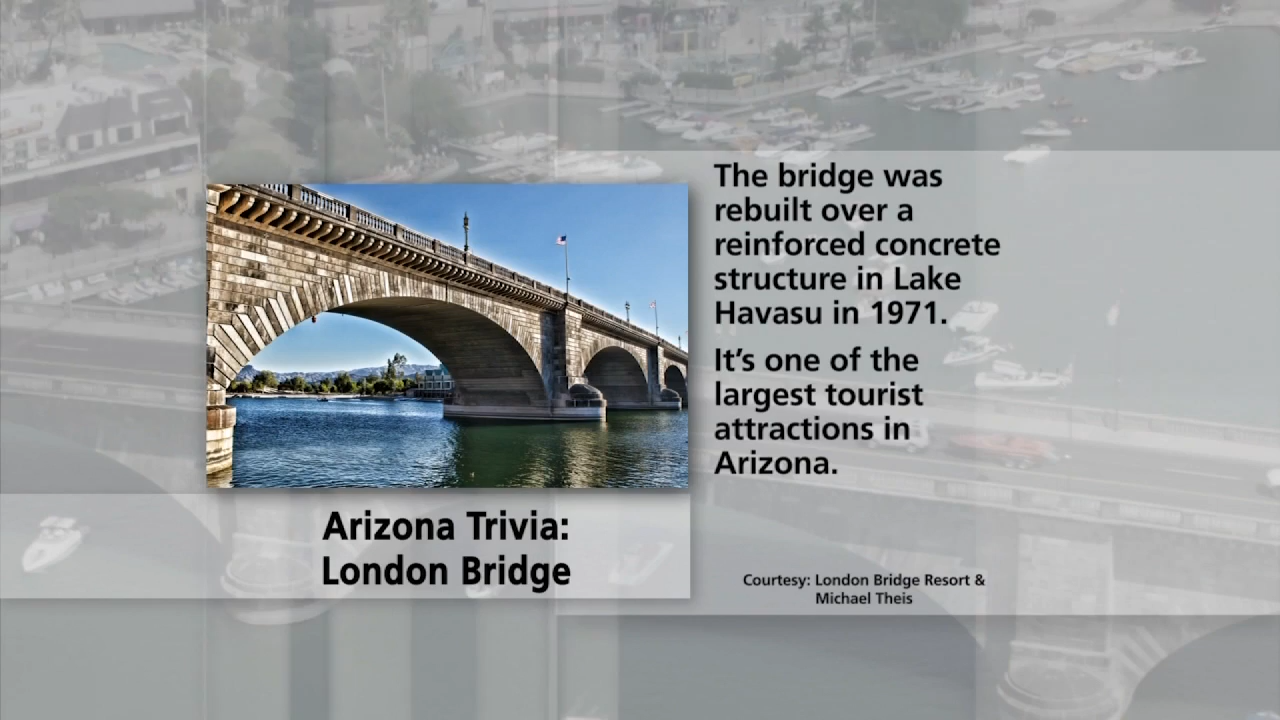 The bridge was
rebuilt over a
reinforced concrete
structure in Lake
Havasu in 1971.
It’s one of the
largest tourist
attractions in
Arizona.
Arizona Trivia:
London Bridge
Courtesy: London Bridge Resort &
Michael Theis